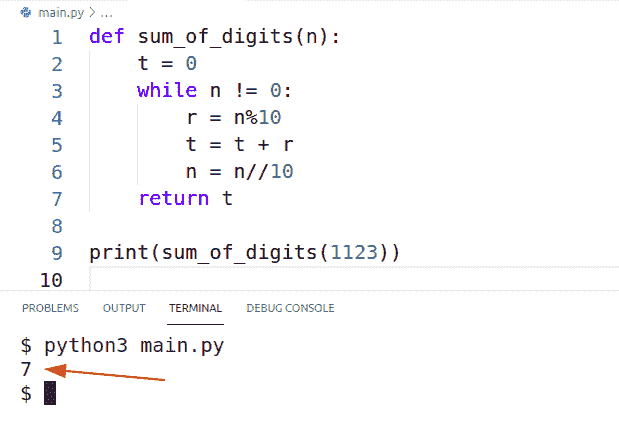 main.py > ...
1 def sum_of_digits(n):
2     t = 0
3     while n != 0:
4         r = n%10
5         t = t + r
6         n = n//10
7     return t
8
9 print(sum_of_digits(1123))
10
PROBLEMS OUTPUT TERMINAL DEBUG CONSOLE
$ python3 main.py
7
$